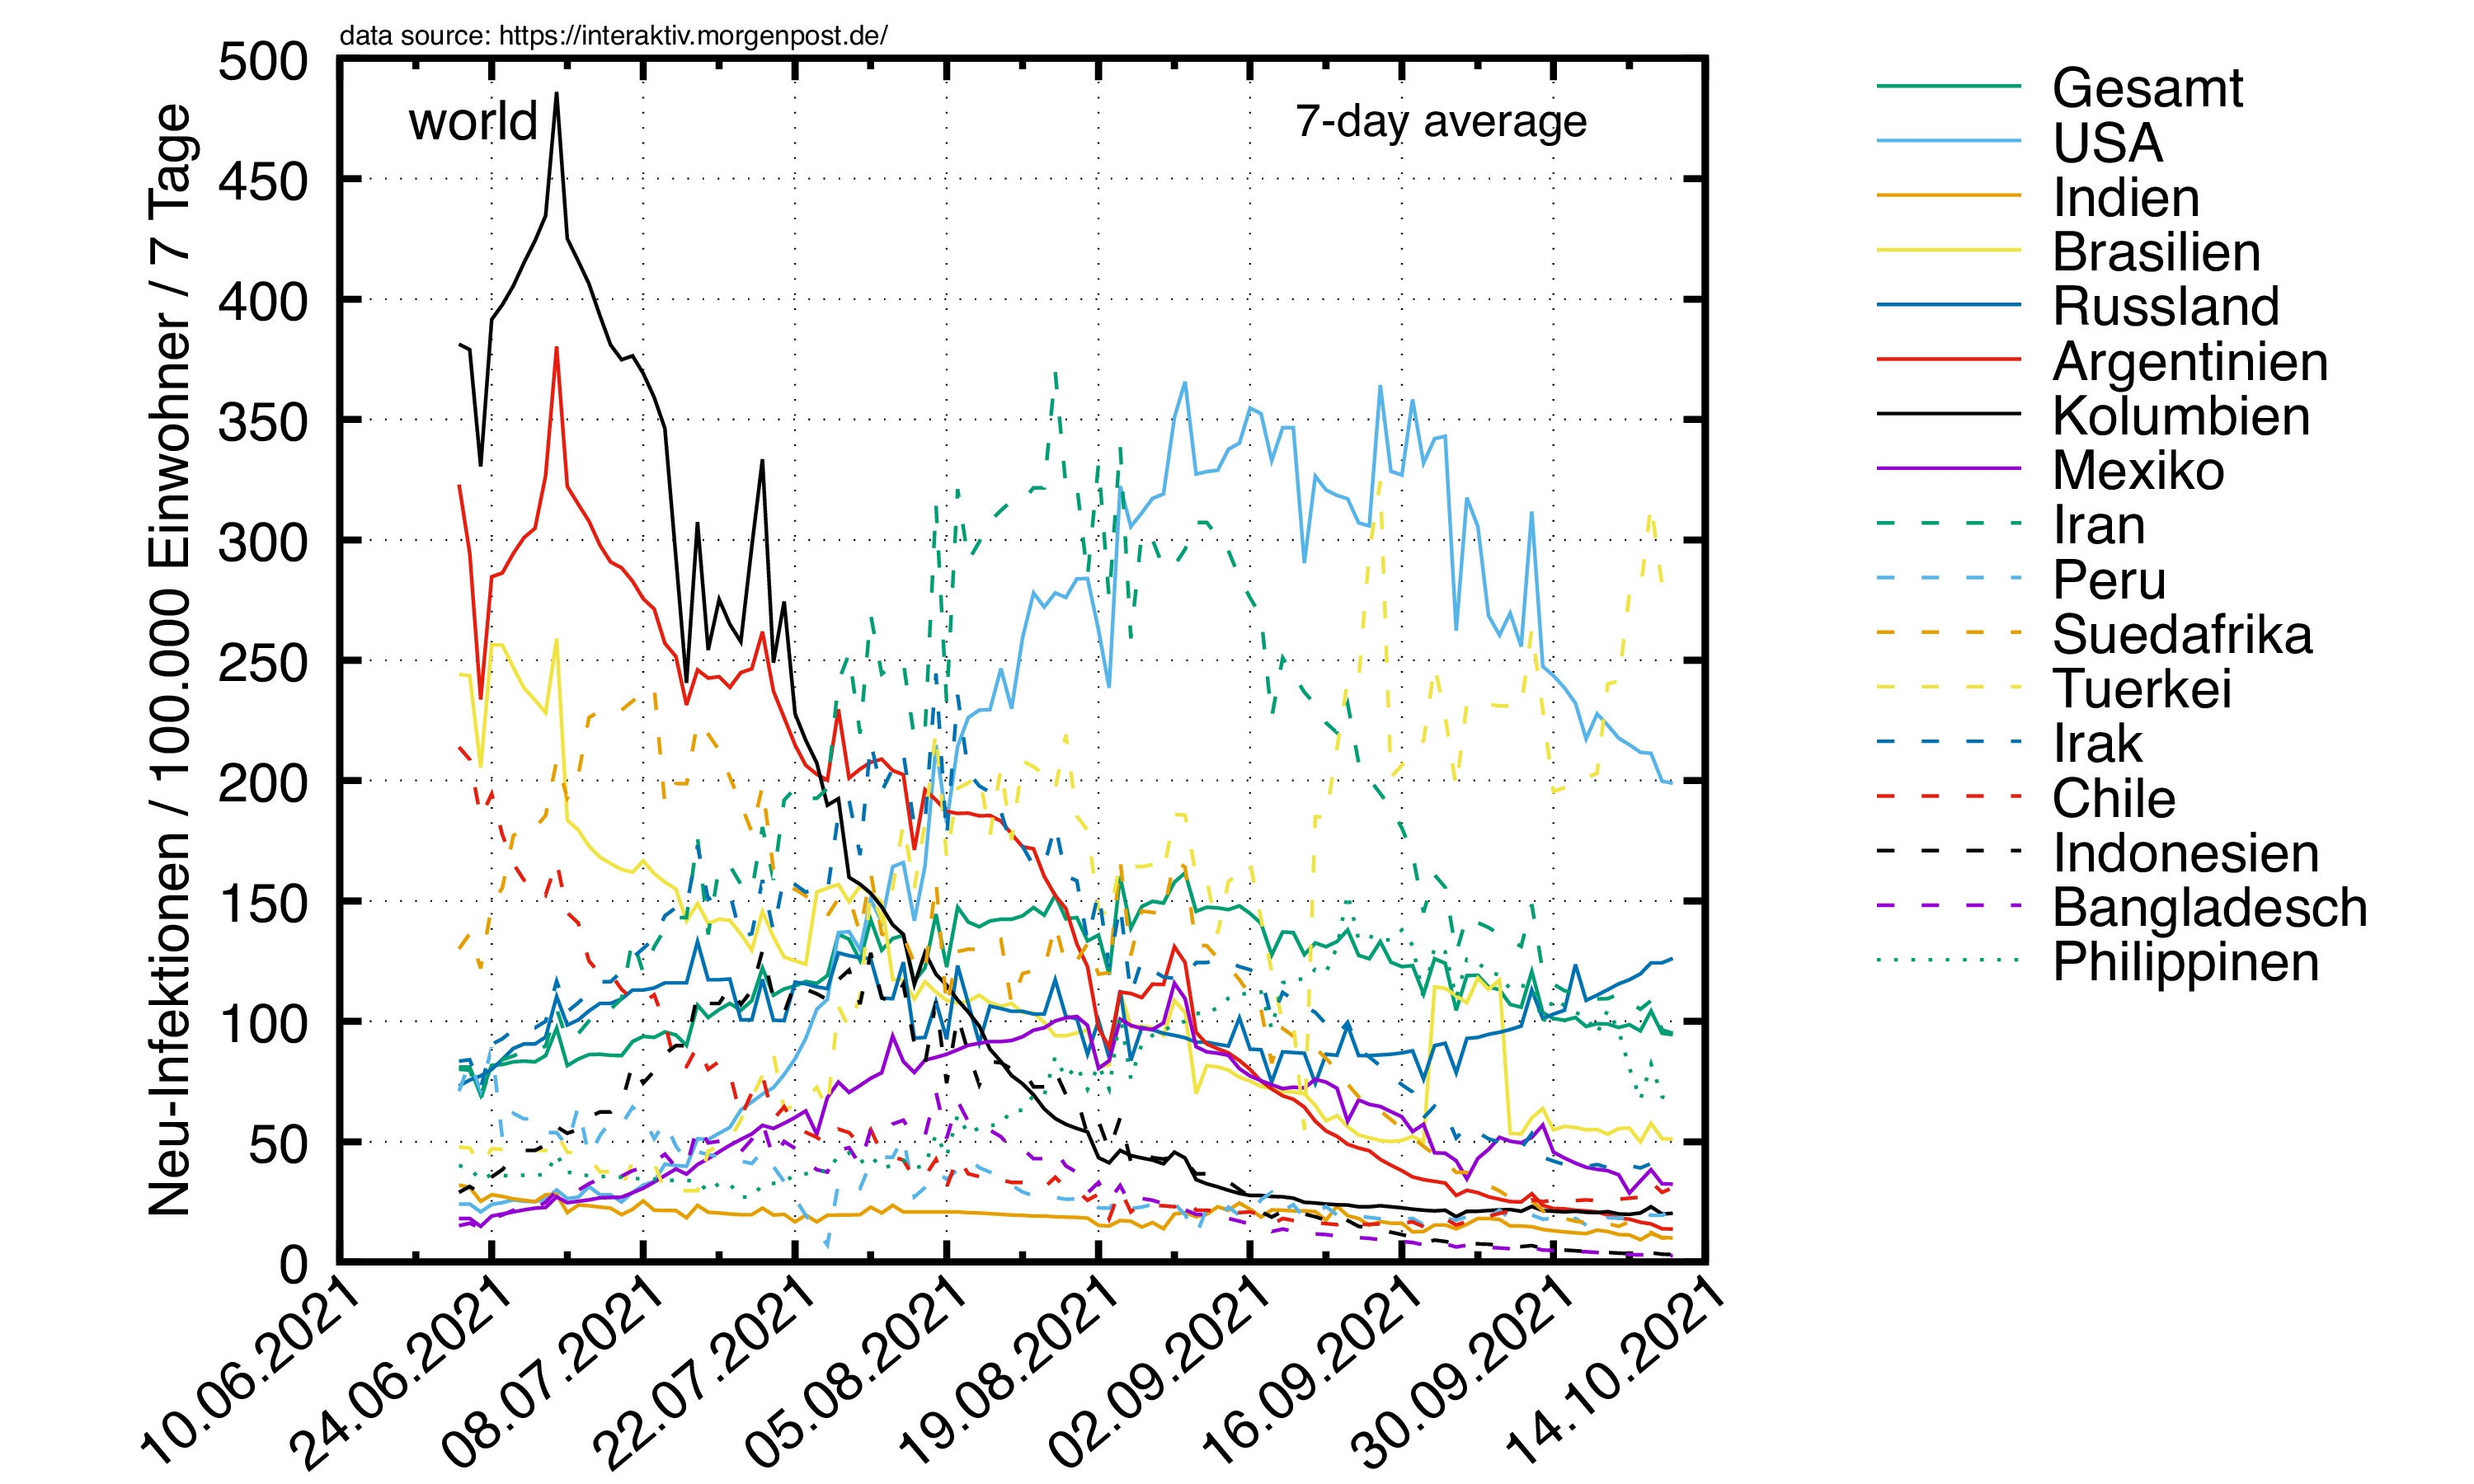 data source: https://interaktiv.morgenpost.de/
Neu-Infektionen / 100.000 Einwohner / 7 Tage
500
450
400
350
300
250
200
150
100
50
0
world
7-day average
10.06.2021
24.06.2021
08.07.2021
22.07.2021
05.08.2021
19.08.2021
02.09.2021
16.09.2021
30.09.2021
14.10.2021
Gesamt
USA
Indien
Brasilien
Russland
Argentinien
Kolumbien
Mexiko
Iran
Peru
Suedafrika
Tuerkei
Irak
Chile
Indonesien
Bangladesch
Philippinen